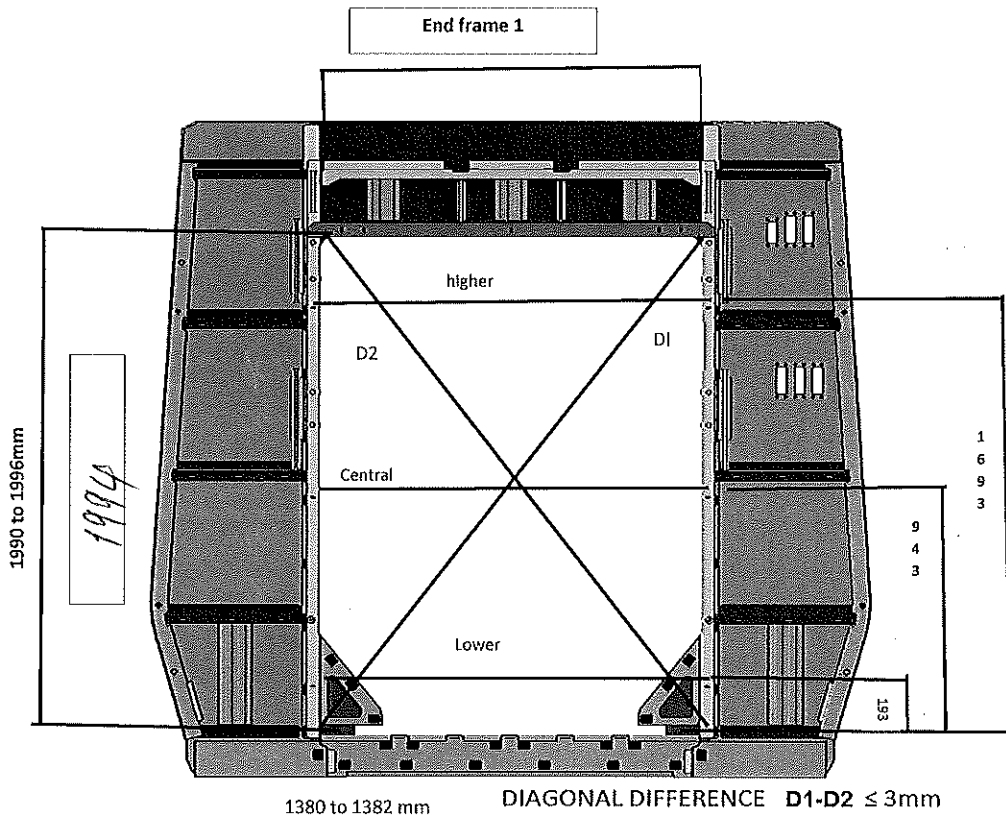 End frame 1
higher
D2
D|
1990 to 1996mm
1994
Central
1
6
9
3
9
4
3
Lower
193
1380 to 1382 mm
DIAGONAL DIFFERENCE D1-D2 ≤ 3mm